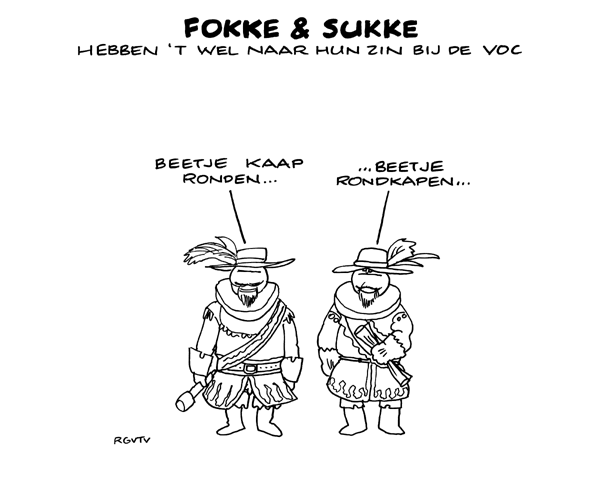 FOKKE & SUKKE
HEBBEN 'T WEL NAAR HUN ZIN BIJ DE VOC
BEETJE KAAP
RONDEN...
...BEETJE
RONDKAPEN...
RGVTV